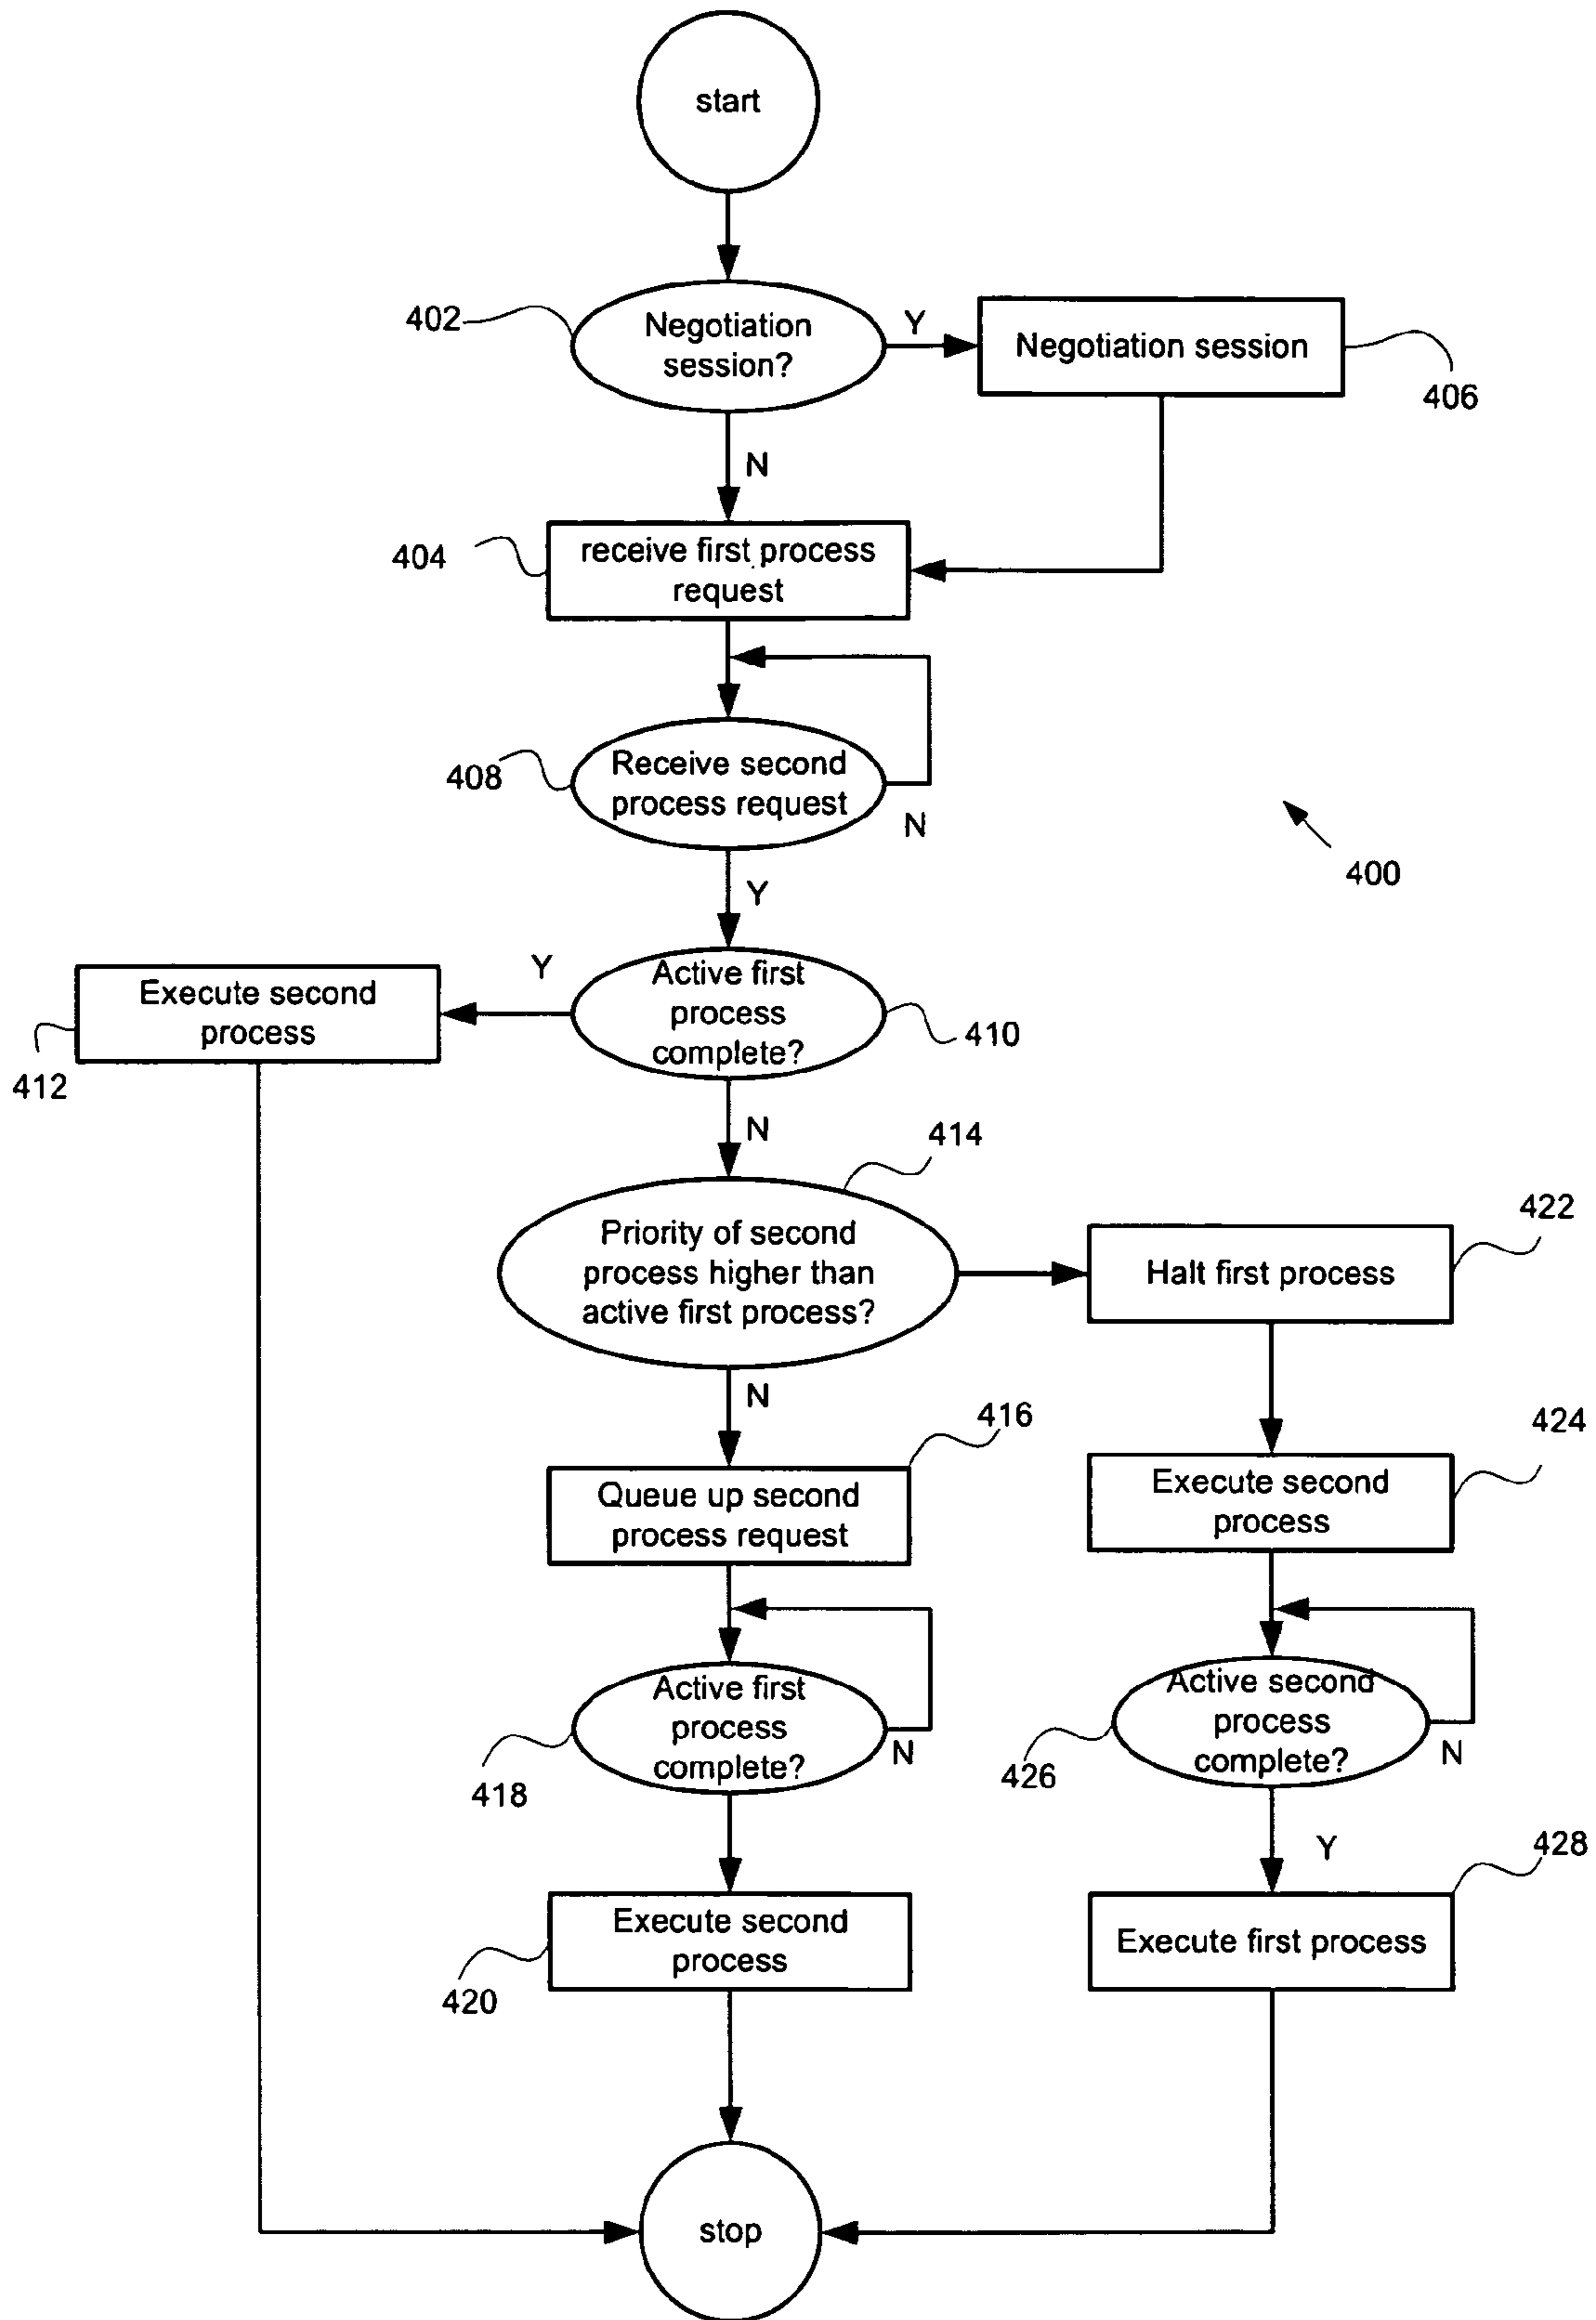 start
402
Negotiation
session?
Y
Negotiation session
406
N
404
receive first process
request
408
Receive second
process request
N
400
Y
Execute second
process
412
Y
Active first
process
complete?
410
N
414
Priority of second
process higher than
active first process?
422
Halt first process
N
416
Queue up second
process request
424
Execute second
process
Active first
process
complete?
N
418
Active second
process
complete?
N
426
Y
428
Execute second
process
420
Execute first process
stop